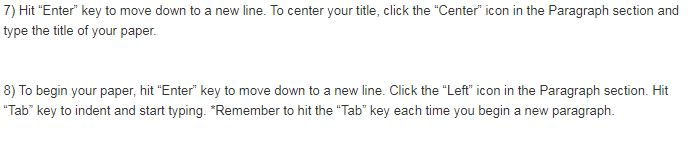 7) Hit “Enter” key to move down to a new line. To center your title, click the “Center” icon in the Paragraph section and
type the title of your paper.
8) To begin your paper, hit “Enter” key to move down to a new line. Click the “Left” icon in the Paragraph section. Hit
“Tab” key to indent and start typing. *Remember to hit the “Tab” key each time you begin a new paragraph.